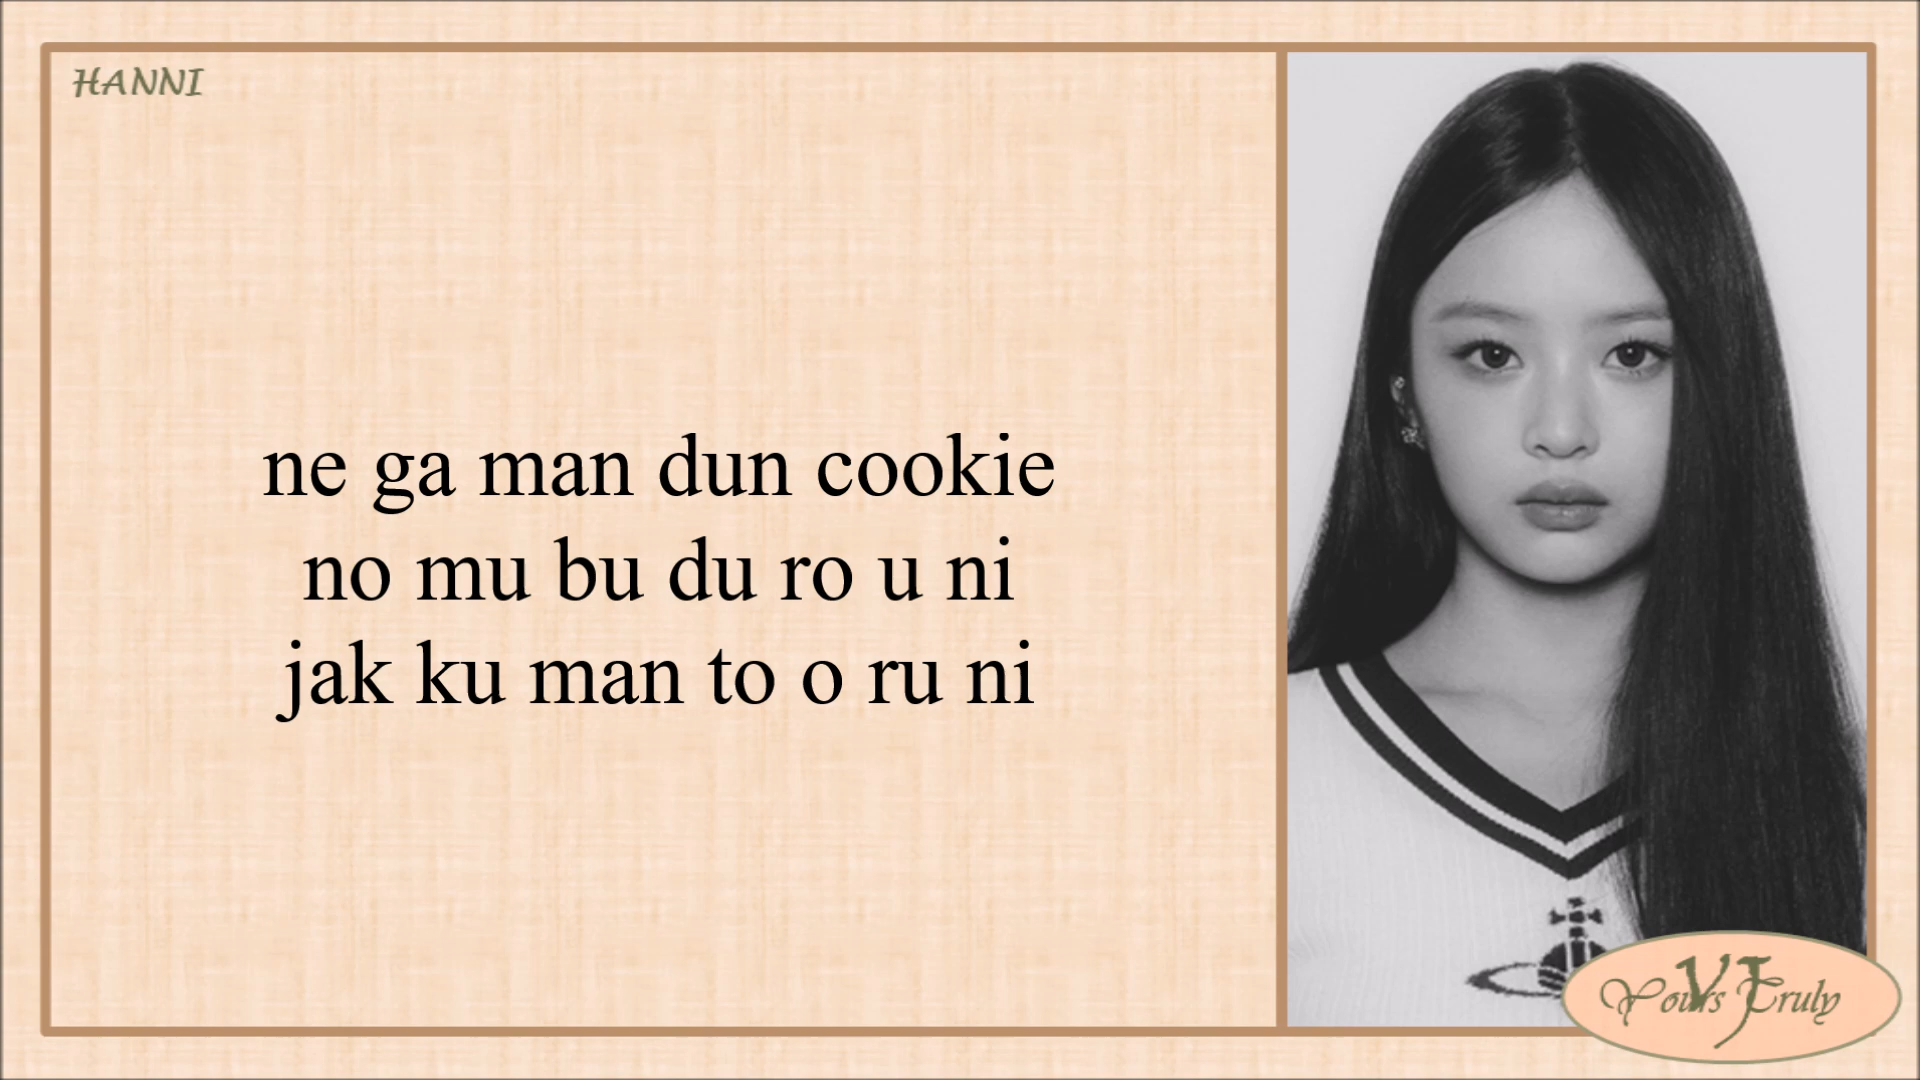 HANNI
ne ga man dun cookie
no mu bu du ro u ni
jak ku man to o ru ni
Yours Truly
VJ